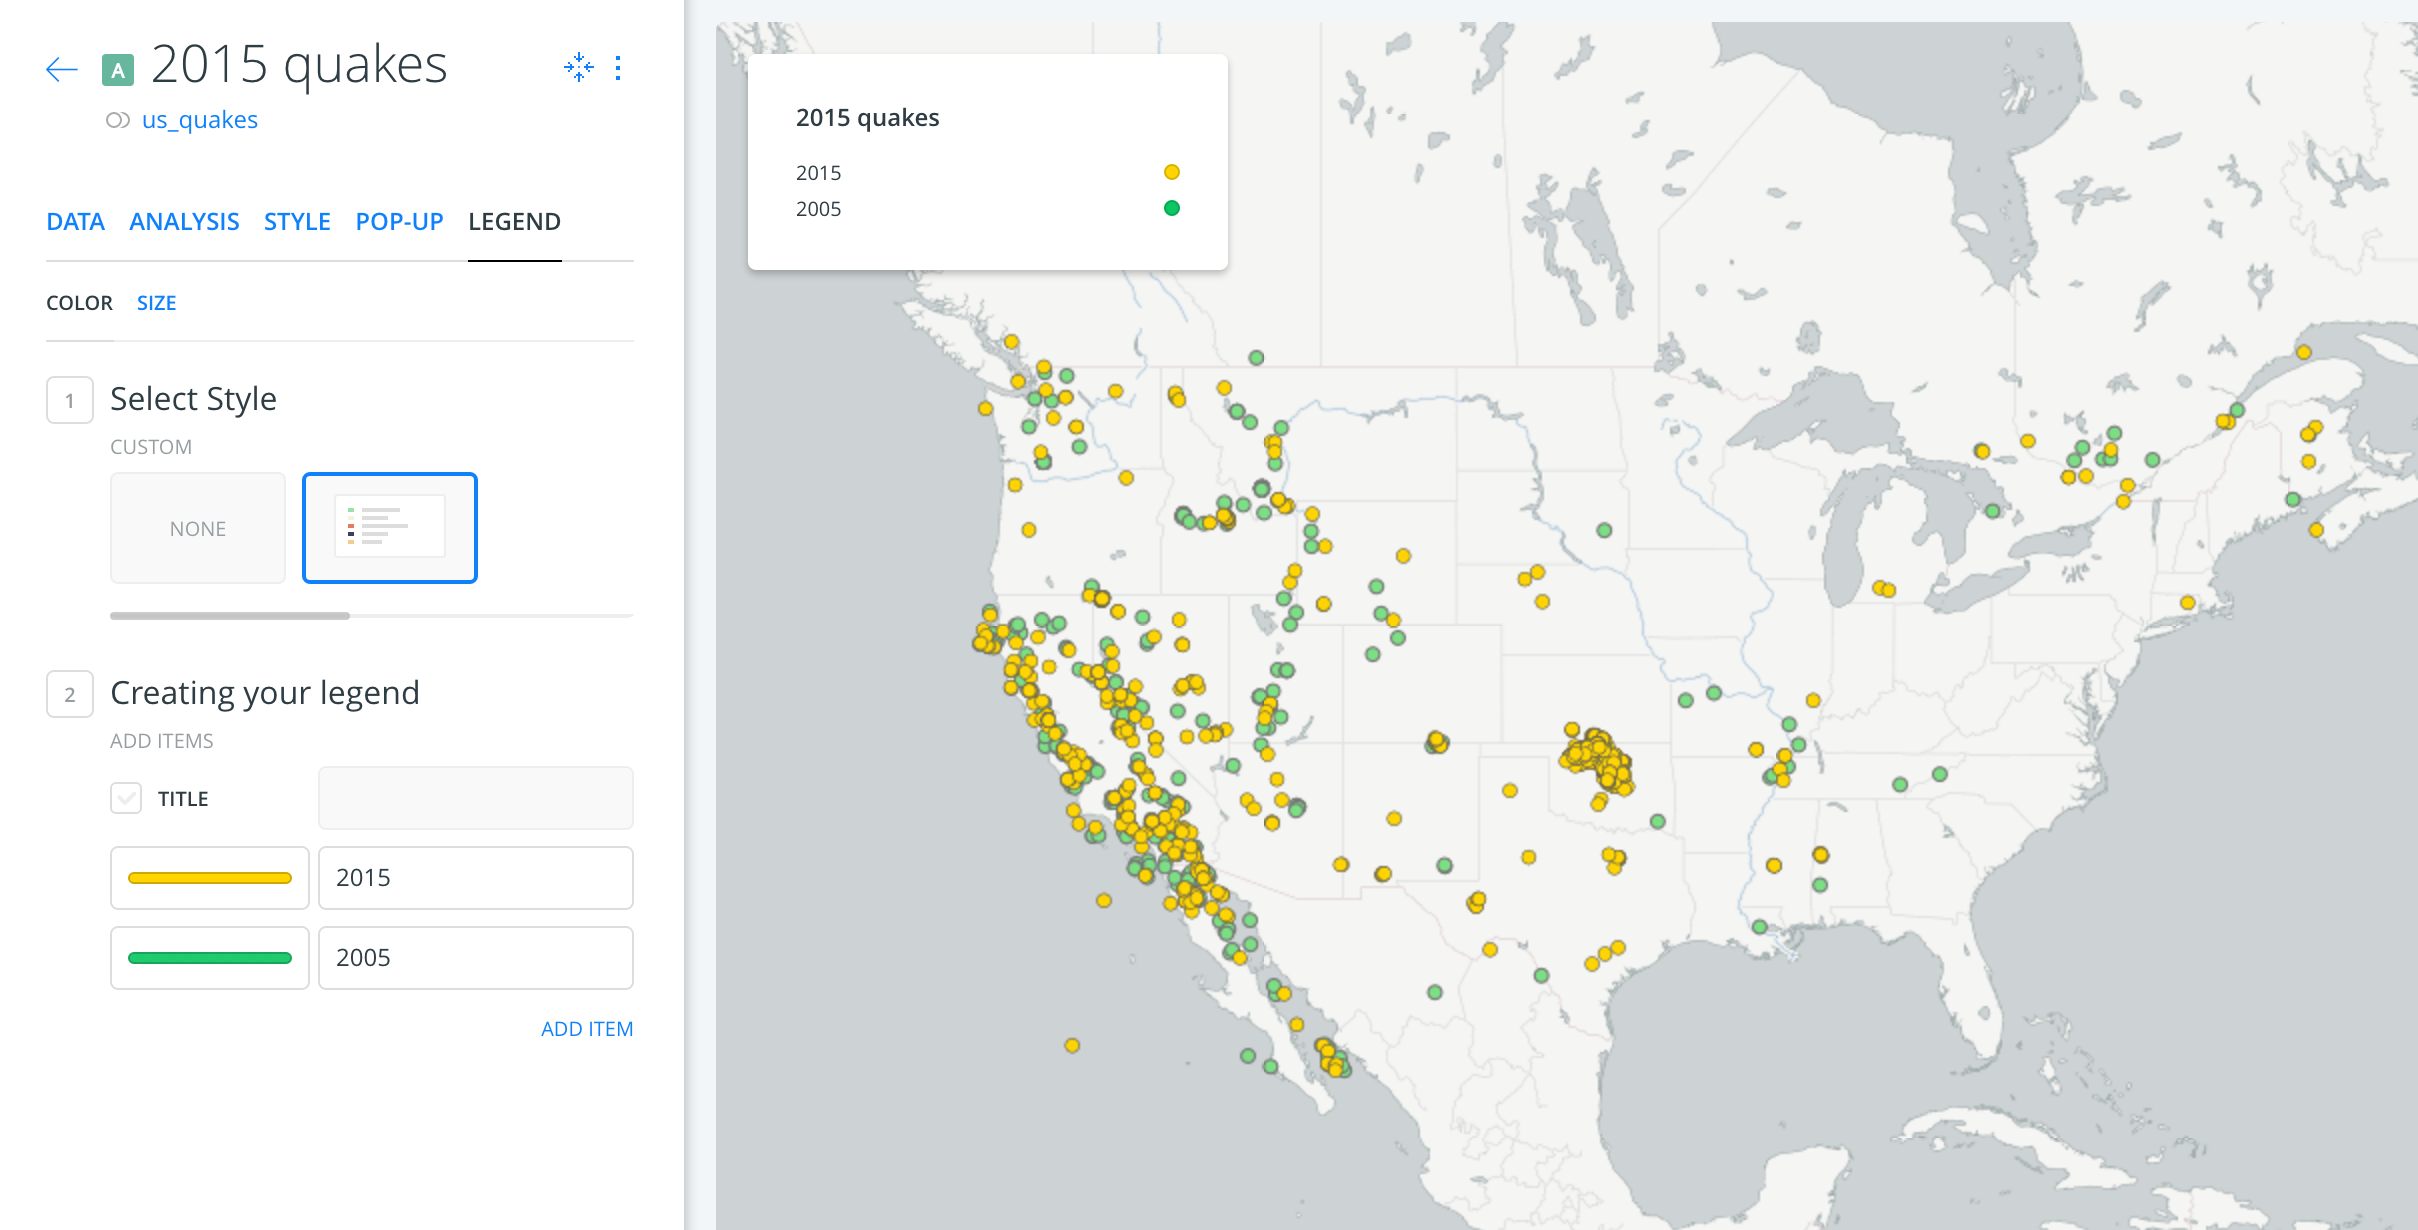 A 2015 quakes
us_quakes
DATA ANALYSIS STYLE POP-UP LEGEND
COLOR SIZE
1 Select Style
CUSTOM
NONE
2 Creating your legend
ADD ITEMS
TITLE
2015
2005
ADD ITEM
2015 quakes
2015
2005